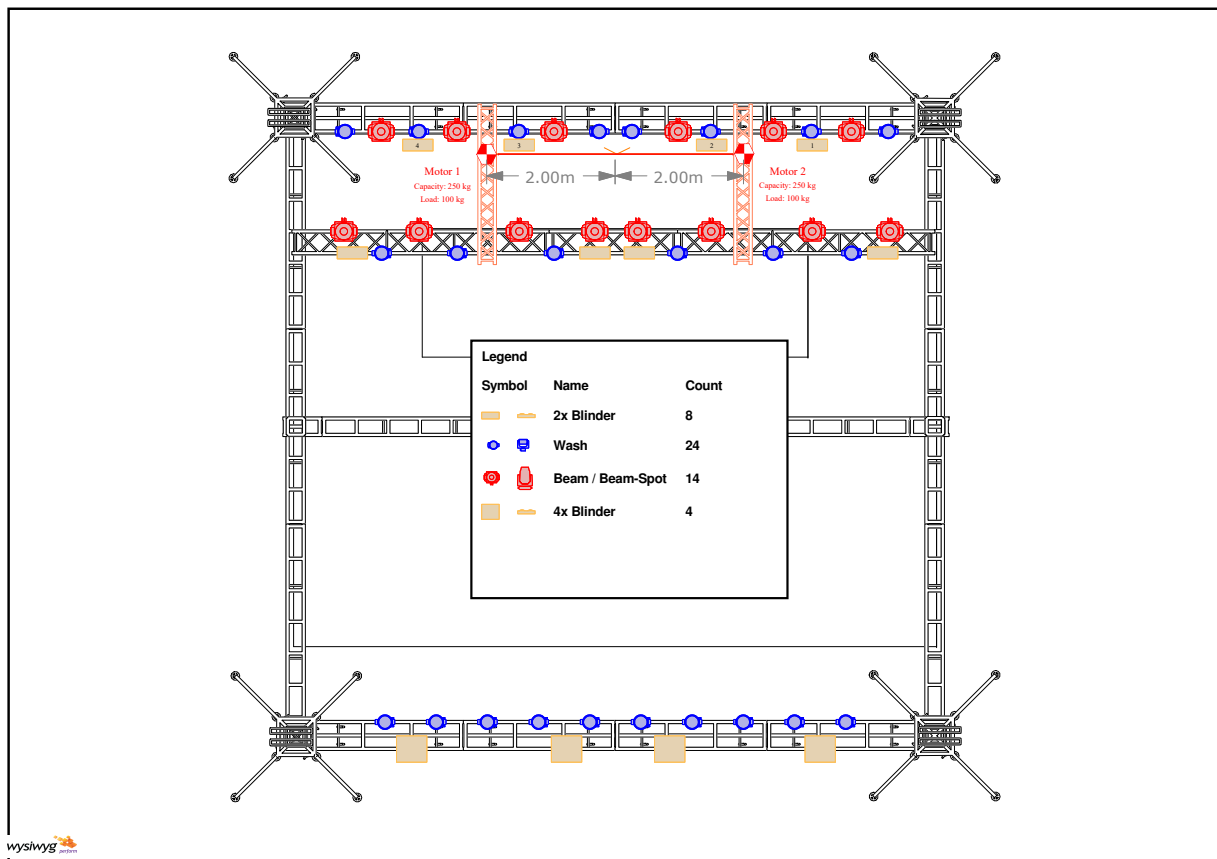 4
3
2
1
Motor 1
Capacity: 250 kg
Load: 100 kg
2.00m
2.00m
Motor 2
Capacity: 250 kg
Load: 100 kg
Legend
Symbol Name Count
2x Blinder 8
Wash 24
Beam / Beam-Spot 14
4x Blinder 4
wysiwyg
perform